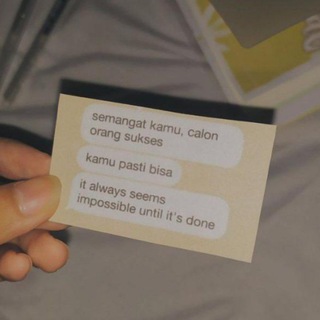 semangat kamu, calon
orang sukses
kamu pasti bisa
it always seems
impossible until it's done